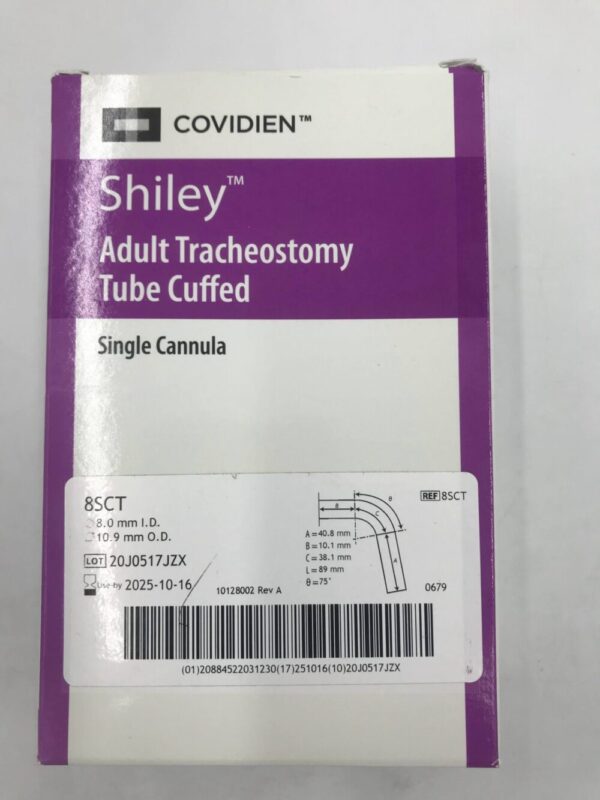 COVIDIEN™
Shiley™
Adult Tracheostomy
Tube Cuffed
Single Cannula
8SCT
8.0 mm I.D.
10.9 mm O.D.
LOT 20J0517JZX
Use-by 2025-10-16
10128002 Rev A
B
C
θ
A
A=40.8 mm
B=10.1 mm
C=38.1 mm
L=89 mm
θ=75°
REF 8SCT
0679
(01)20884522031230(17)251016(10)20J0517JZX